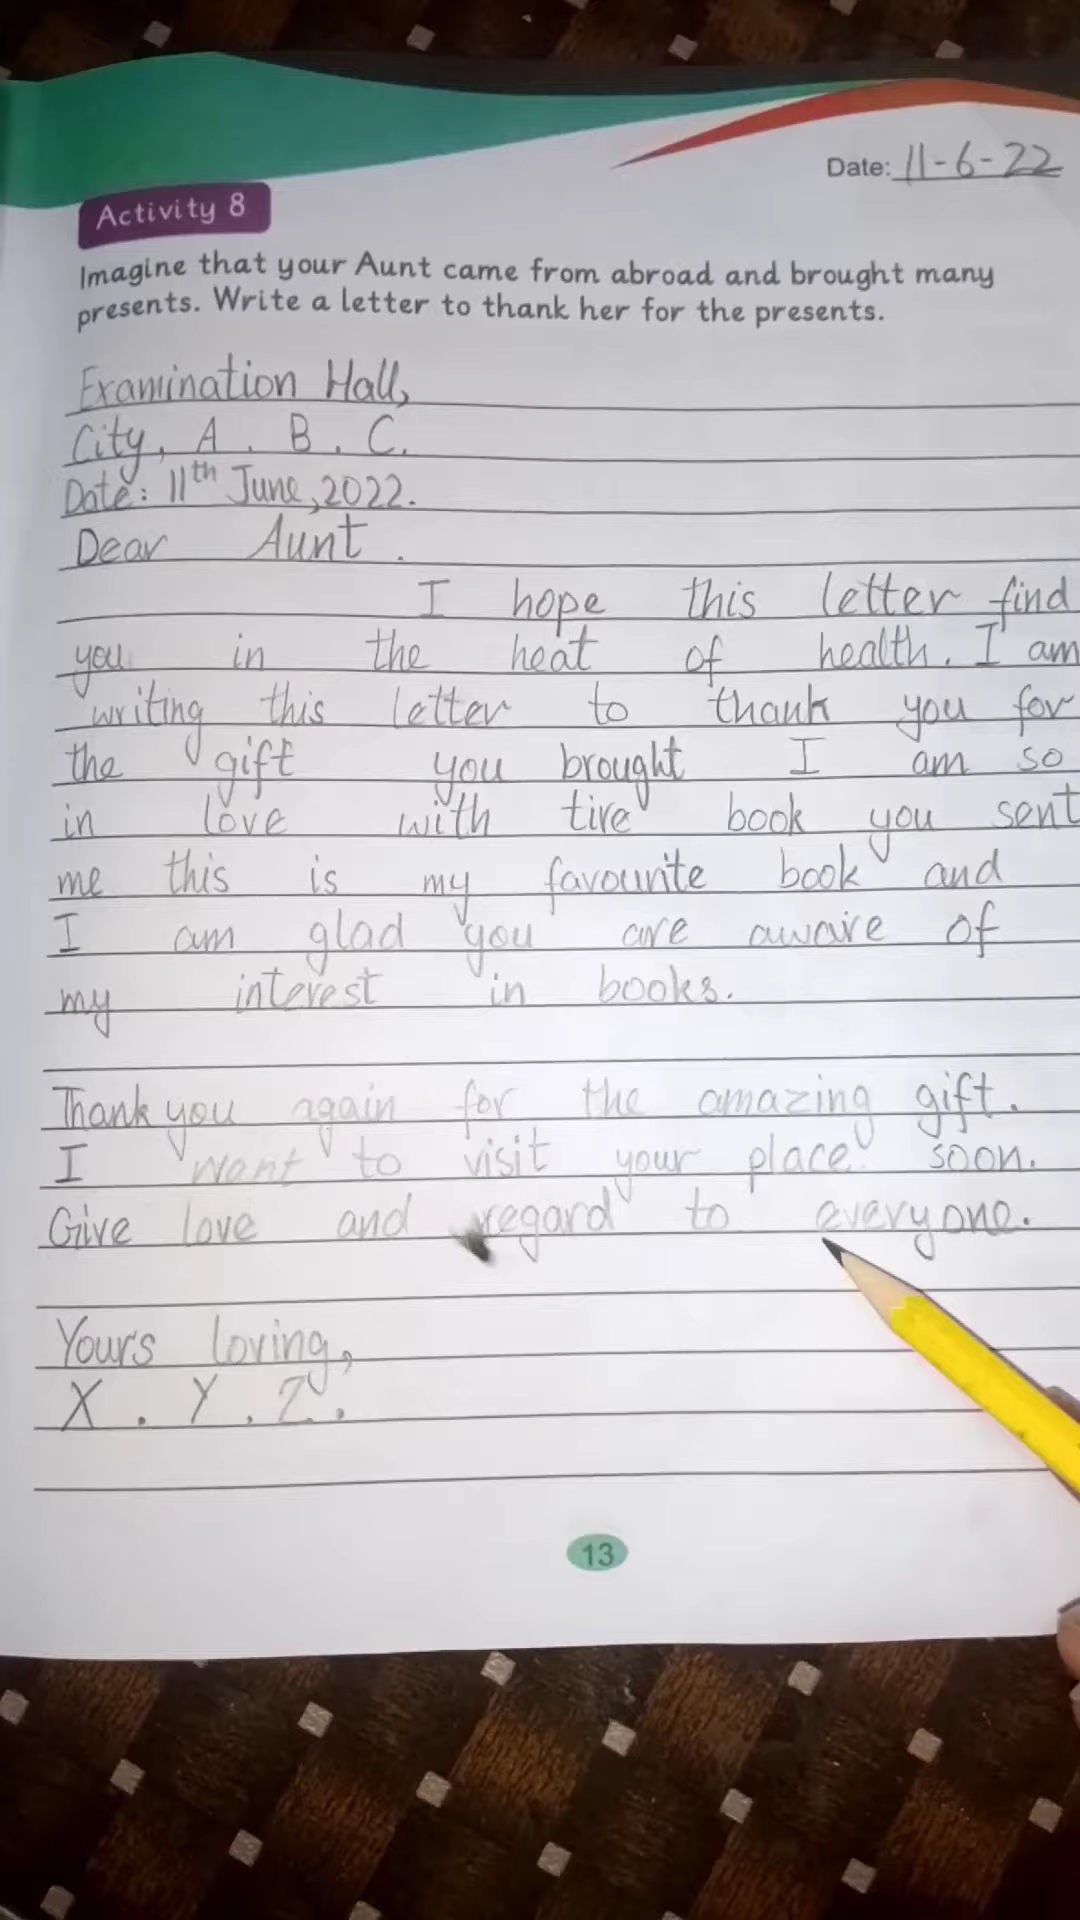 Date: 11-6-22
Activity 8
Imagine that your Aunt came from abroad and brought many
presents. Write a letter to thank her for the presents.
Examination Hall,
City, A . B . C.
Date: 11th June, 2022.
Dear Aunt .
I hope this letter find
you in the heat of health. I am
writing this letter to thank you for
the gift you brought I am so
in love with tire book you sent
me this is my favourite book and
I am glad you are aware of
my interest in books.
Thank you again for the amazing gift.
I want to visit your place soon.
Give love and regard to everyone.
Yours loving,
X . Y . Z .
13